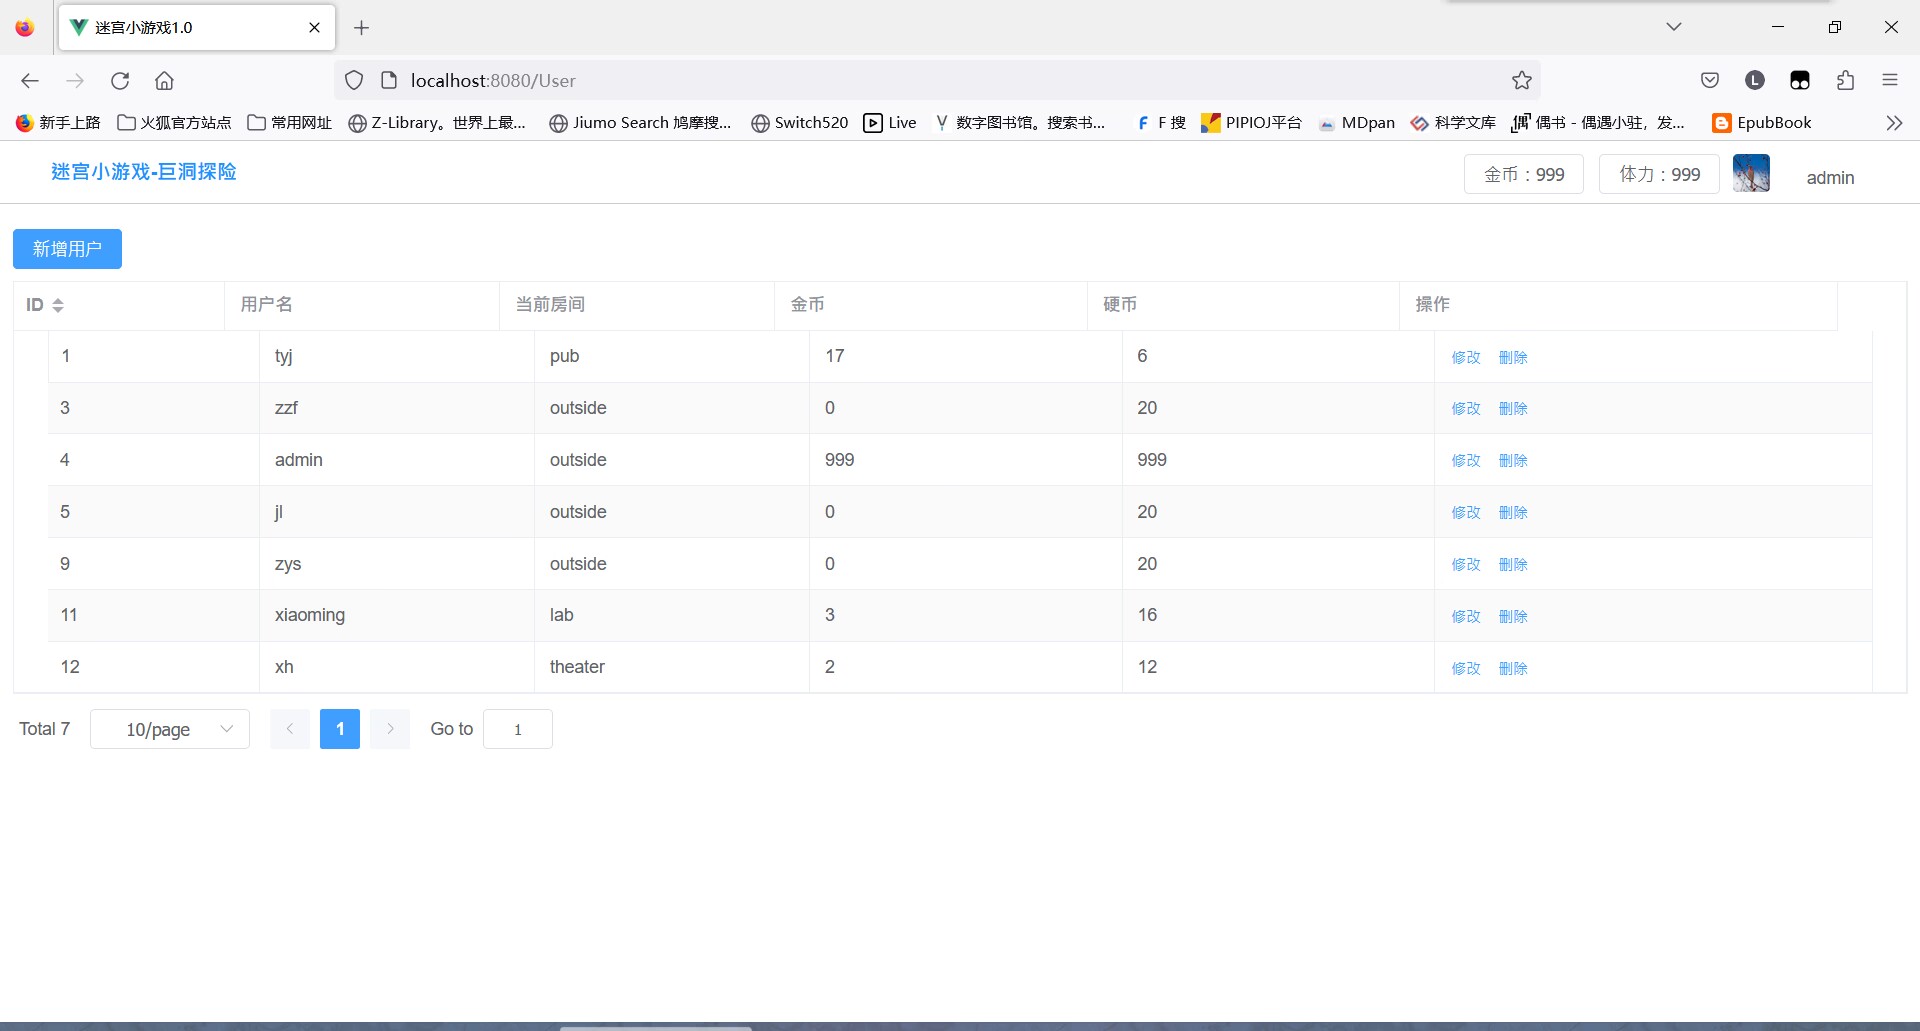 迷宫小游戏1.0
localhost:8080/User
新手上路 火狐官方站点 常用网址 Z-Library。世界上最... Jiumo Search 鸠摩搜... Switch520 Live 数字图书馆。搜索书... F 搜 PIPIOJ平台 MDpan 科学文库 偶书 - 偶遇小驻，发... EpubBook
迷宫小游戏-巨洞探险 金币：999 体力：999 admin
新增用户
ID 用户名 当前房间 金币 硬币 操作
1 tyj pub 17 6 修改 删除
3 zzf outside 0 20 修改 删除
4 admin outside 999 999 修改 删除
5 jl outside 0 20 修改 删除
9 zys outside 0 20 修改 删除
11 xiaoming lab 3 16 修改 删除
12 xh theater 2 12 修改 删除
Total 7 10/page 1 Go to 1